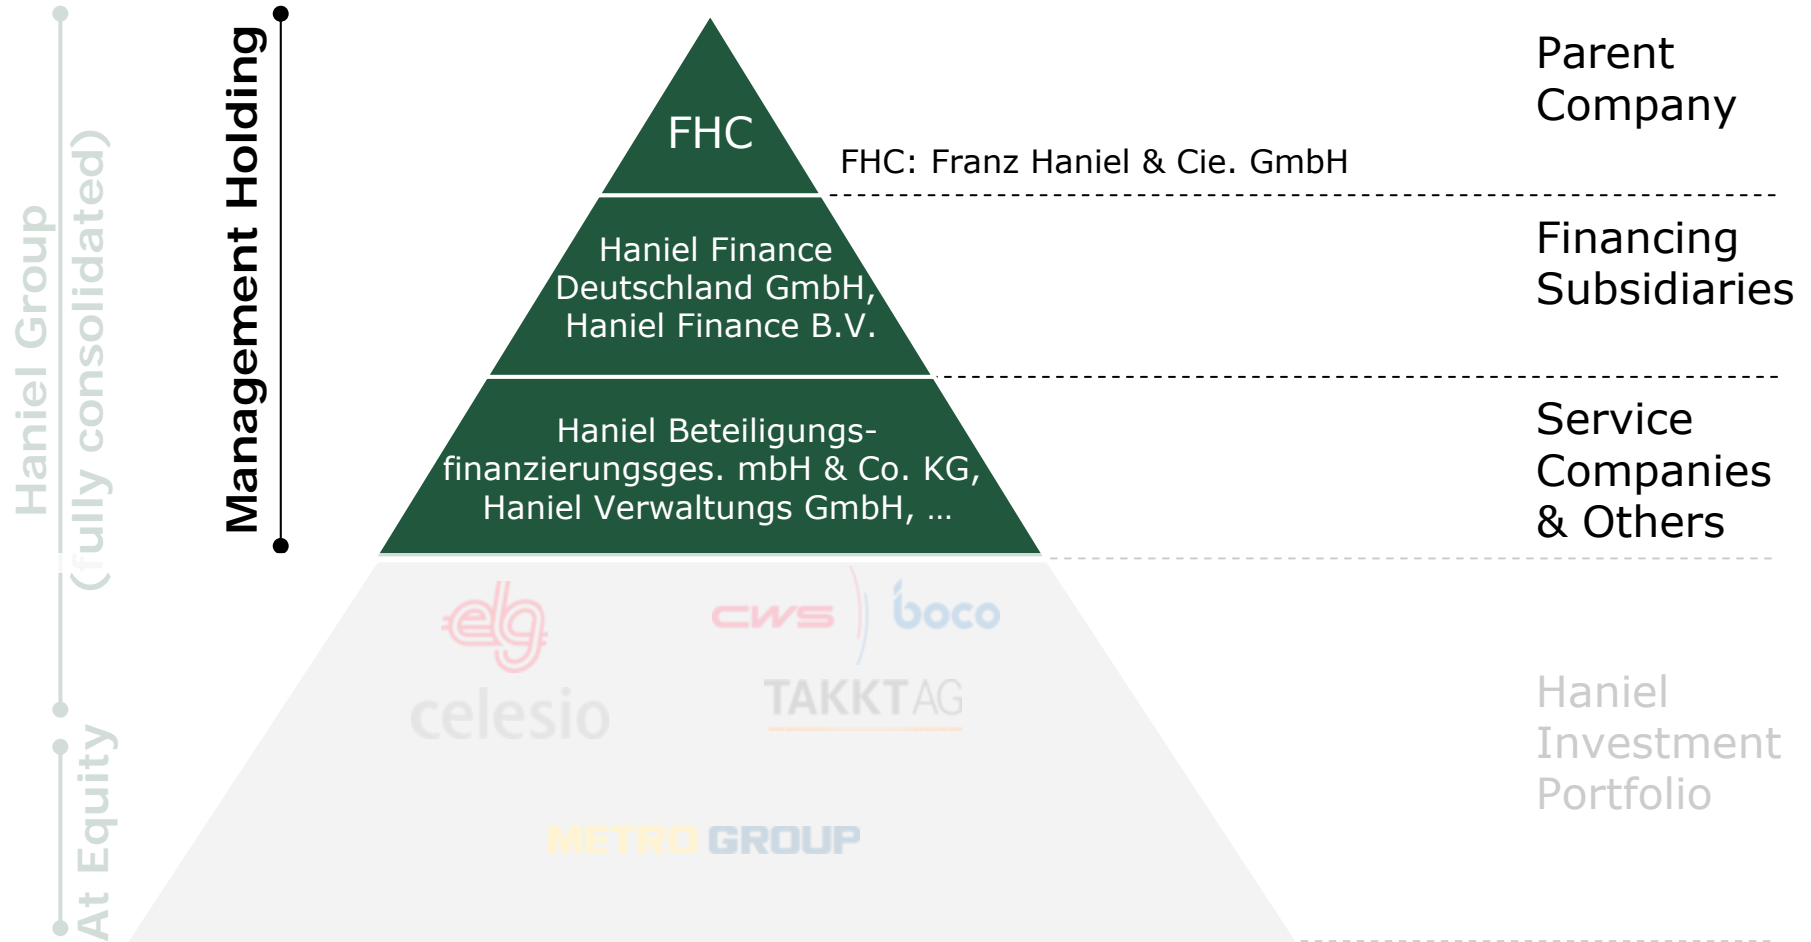 Haniel Group
(fully consolidated)
At Equity
Management Holding
FHC
FHC: Franz Haniel & Cie. GmbH
Parent
Company
Haniel Finance
Deutschland GmbH,
Haniel Finance B.V.
Financing
Subsidiaries
Haniel Beteiligungs-
finanzierungsges. mbH & Co. KG,
Haniel Verwaltungs GmbH, …
Service
Companies
& Others
elg
cws boco
celesio
TAKKT AG
METRO GROUP
Haniel
Investment
Portfolio